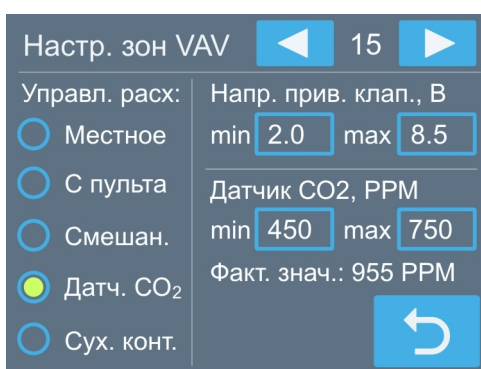 Настр. зон VAV 15
Управл. расх:
Местное
С пульта
Смешан.
Датч. CO₂
Сух. конт.
Напр. прив. клап., В
min 2.0 max 8.5
Датчик CO2, PPM
min 450 max 750
Факт. знач.: 955 PPM